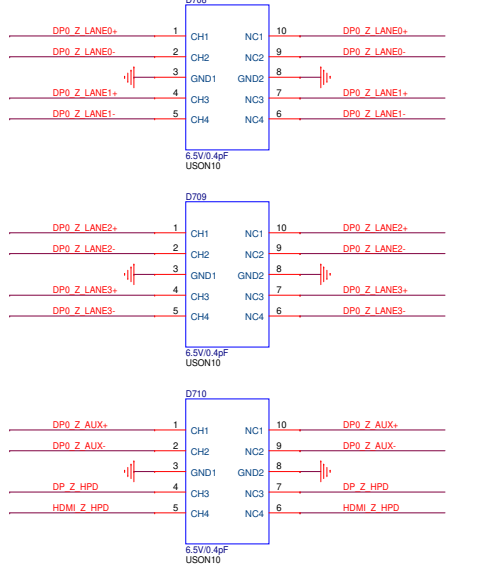 D708
DP0_Z_LANE0+ 1 CH1 NC1 10 DP0_Z_LANE0+
DP0_Z_LANE0- 2 CH2 NC2 9 DP0_Z_LANE0-
3 GND1 GND2 8
DP0_Z_LANE1+ 4 CH3 NC3 7 DP0_Z_LANE1+
DP0_Z_LANE1- 5 CH4 NC4 6 DP0_Z_LANE1-
6.5V/0.4pF
USON10
D709
DP0_Z_LANE2+ 1 CH1 NC1 10 DP0_Z_LANE2+
DP0_Z_LANE2- 2 CH2 NC2 9 DP0_Z_LANE2-
3 GND1 GND2 8
DP0_Z_LANE3+ 4 CH3 NC3 7 DP0_Z_LANE3+
DP0_Z_LANE3- 5 CH4 NC4 6 DP0_Z_LANE3-
6.5V/0.4pF
USON10
D710
DP0_Z_AUX+ 1 CH1 NC1 10 DP0_Z_AUX+
DP0_Z_AUX- 2 CH2 NC2 9 DP0_Z_AUX-
3 GND1 GND2 8
DP_Z_HPD 4 CH3 NC3 7 DP_Z_HPD
HDMI_Z_HPD 5 CH4 NC4 6 HDMI_Z_HPD
6.5V/0.4pF
USON10